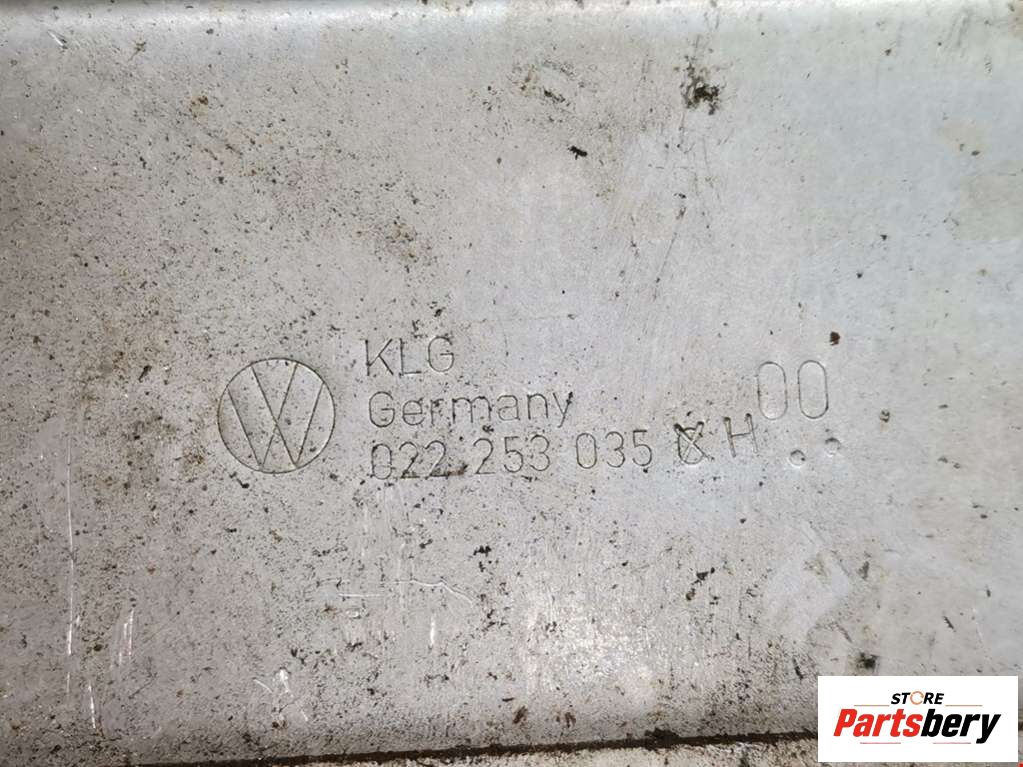 KLG
Germany
022 253 035 H
00
STORE
Partsbery